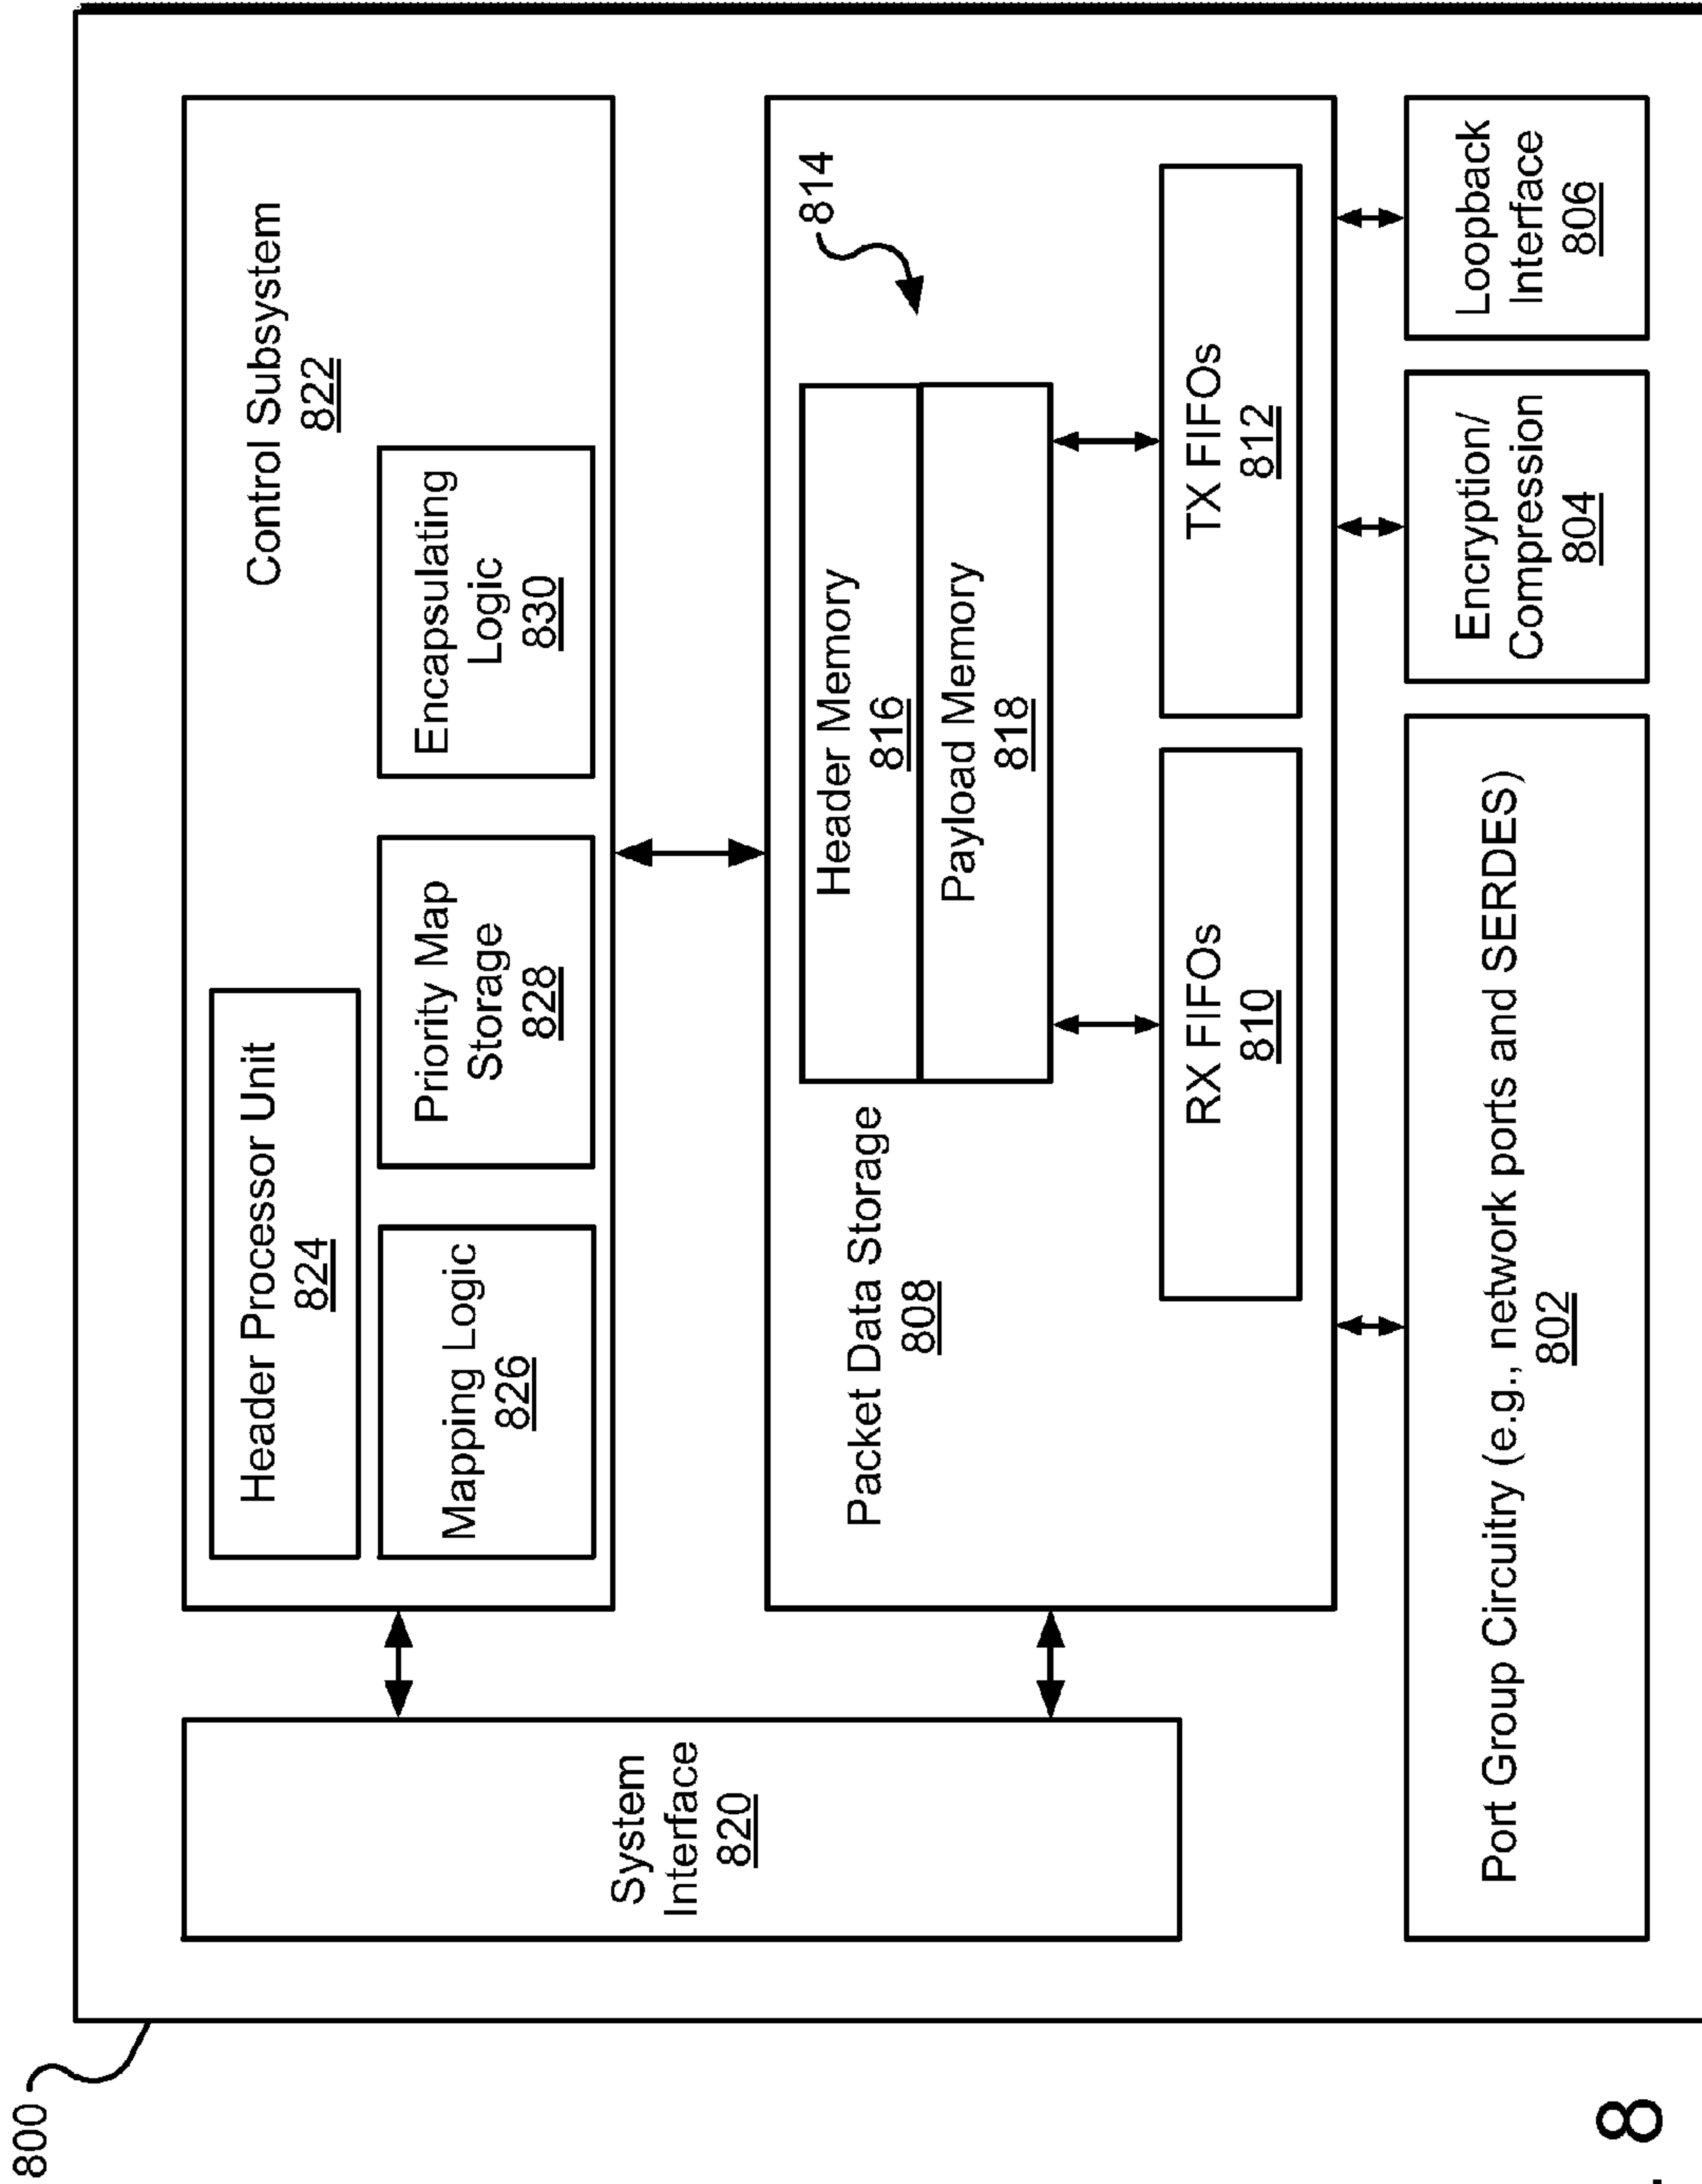 800
Control Subsystem
822
Header Processor Unit
824
Mapping Logic
826
Priority Map
Storage
828
Encapsulating
Logic
830
System
Interface
820
Packet Data Storage
808
814
Header Memory
816
Payload Memory
818
RX FIFOs
810
TX FIFOs
812
Port Group Circuitry (e.g., network ports and SERDES)
802
Encryption/
Compression
804
Loopback
Interface
806
. 8